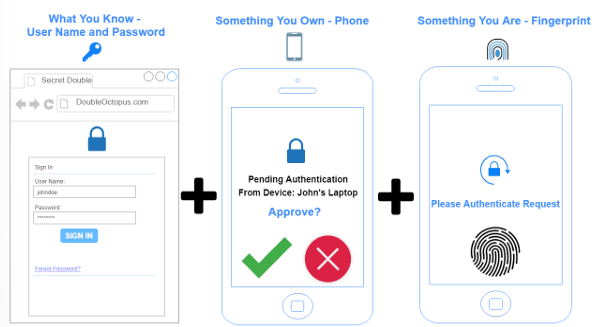 What You Know -
User Name and Password
Secret Double
DoubleOctopus.com
Sign In
User Name:
johndoe
Password:
********
SIGN IN
Forgot Password?
Something You Own - Phone
Pending Authentication
From Device: John's Laptop
Approve?
Something You Are - Fingerprint
Please Authenticate Request